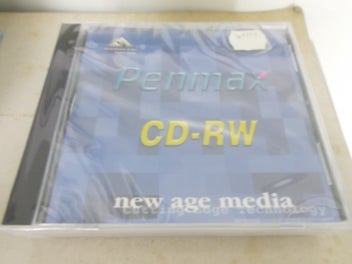 Penmax
CD-RW
new age media
Cutting Edge Technology